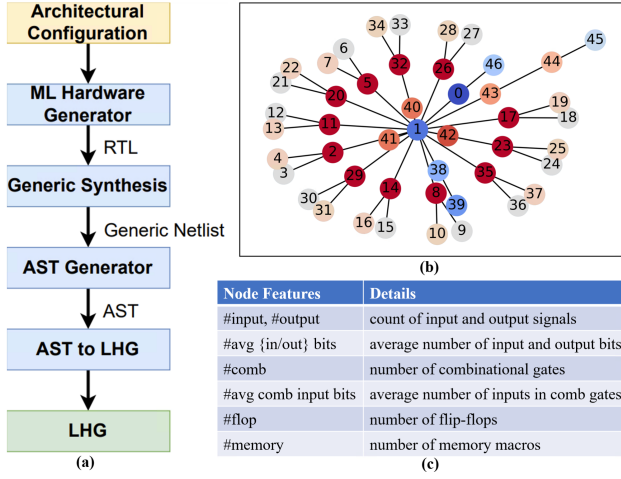 Architectural
Configuration
ML Hardware
Generator
RTL
Generic Synthesis
Generic Netlist
AST Generator
AST
AST to LHG
LHG
(a)
34
33
28
27
45
7
6
32
26
46
44
22
5
0
43
21
20
40
19
12
11
1
17
18
13
41
42
4
2
23
25
3
38
24
29
14
8
35
30
39
37
31
16
36
15
10
9
(b)
Node Features
Details
#input, #output
count of input and output signals
#avg {in/out} bits
average number of input and output bits
#comb
number of combinational gates
#avg comb input bits
average number of inputs in comb gates
#flop
number of flip-flops
#memory
number of memory macros
(c)